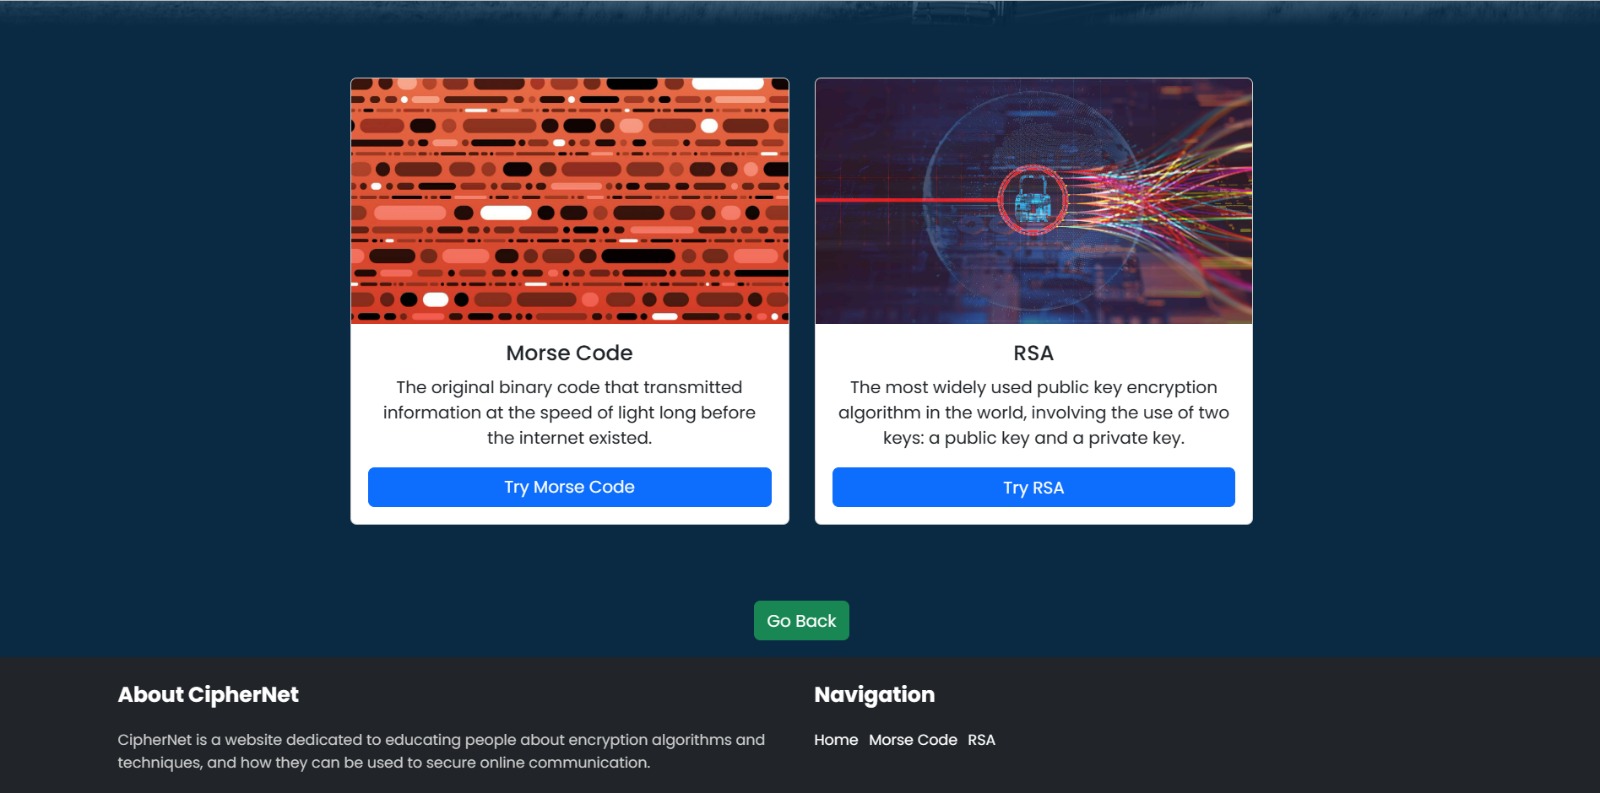 Morse Code
The original binary code that transmitted
information at the speed of light long before
the internet existed.
Try Morse Code
RSA
The most widely used public key encryption
algorithm in the world, involving the use of two
keys: a public key and a private key.
Try RSA
Go Back
About CipherNet
CipherNet is a website dedicated to educating people about encryption algorithms and
techniques, and how they can be used to secure online communication.
Navigation
Home Morse Code RSA